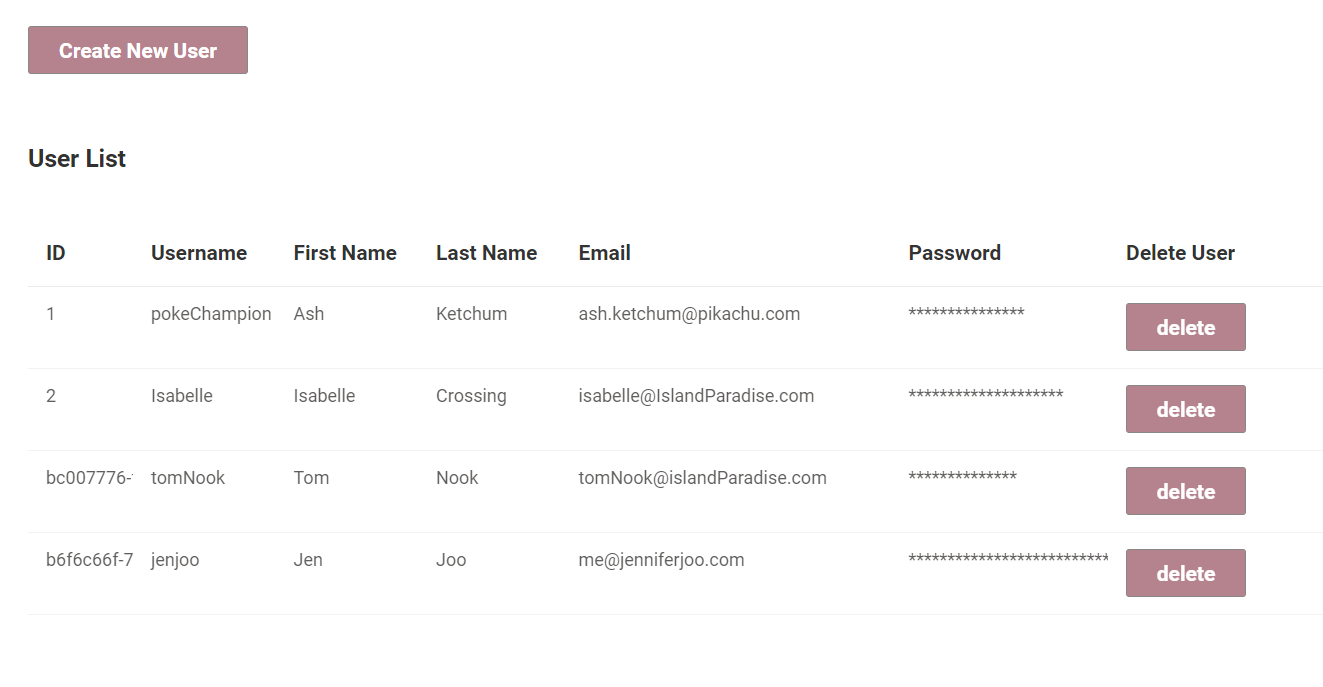 Create New User
User List
ID Username First Name Last Name Email Password Delete User
1 pokeChampion Ash Ketchum ash.ketchum@pikachu.com *************** delete
2 Isabelle Isabelle Crossing isabelle@IslandParadise.com ******************** delete
bc007776- tomNook Tom Nook tomNook@islandParadise.com ************** delete
b6f6c66f-7 jenjoo Jen Joo me@jenniferjoo.com ************************** delete